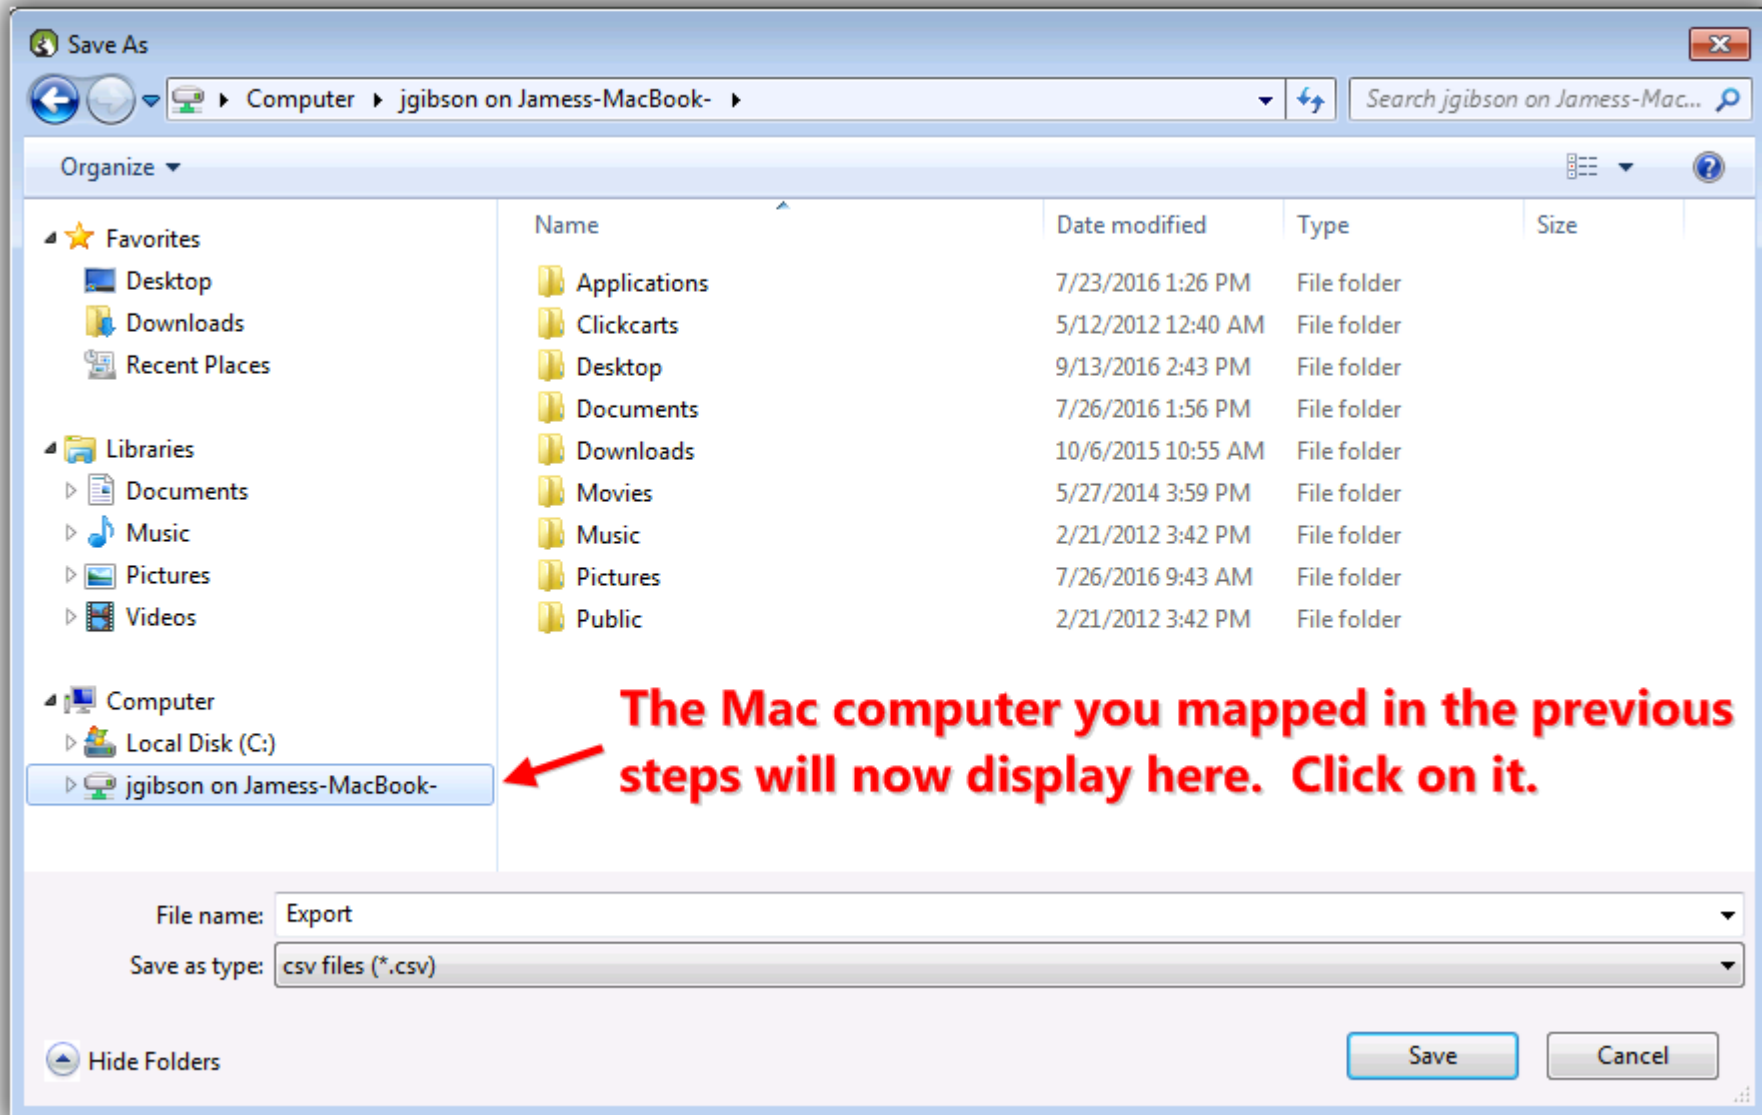 Save As
Computer jgibson on Jamess-MacBook-
Search jgibson on Jamess-Mac...
Organize
Name Date modified Type Size
Favorites
Desktop
Downloads
Recent Places
Libraries
Documents
Music
Pictures
Videos
Computer
Local Disk (C:)
jgibson on Jamess-MacBook-
Applications 7/23/2016 1:26 PM File folder
Clickcarts 5/12/2012 12:40 AM File folder
Desktop 9/13/2016 2:43 PM File folder
Documents 7/26/2016 1:56 PM File folder
Downloads 10/6/2015 10:55 AM File folder
Movies 5/27/2014 3:59 PM File folder
Music 2/21/2012 3:42 PM File folder
Pictures 7/26/2016 9:43 AM File folder
Public 2/21/2012 3:42 PM File folder
The Mac computer you mapped in the previous
steps will now display here. Click on it.
File name: Export
Save as type: csv files (*.csv)
Hide Folders
Save
Cancel